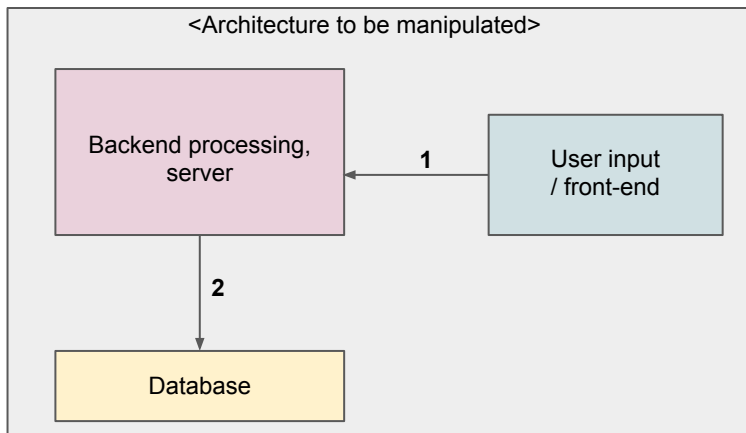 <Architecture to be manipulated>
Backend processing,
server
1
User input
/ front-end
2
Database